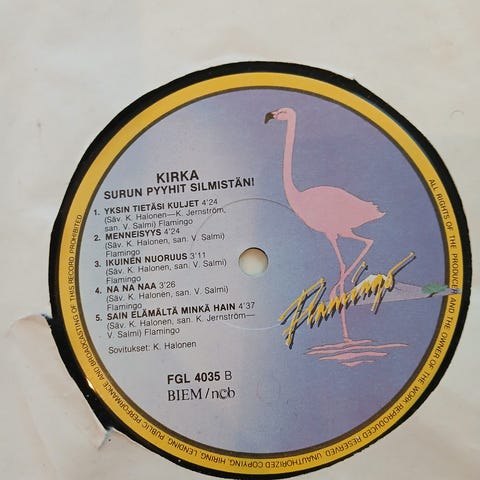 KIRKA
SURUN PYYHIT SILMISTÄNI
1. YKSIN TIETÄSI KULJET 4'24
(Säv. K. Halonen—K. Jernström,
san. V. Salmi) Flamingo
2. MENNEISYYS 4'24
(Säv. K. Halonen, san. V. Salmi)
Flamingo
3. IKUINEN NUORUUS 3'11
(Säv. K. Halonen, san. V. Salmi)
Flamingo
4. NA NA NAA 3'26
(Säv. K. Halonen, san. V. Salmi)
Flamingo
5. SAIN ELÄMÄLTÄ MINKÄ HAIN 4'37
(Säv. K. Halonen, san. K. Jernström—
V. Salmi) Flamingo
Sovitukset: K. Halonen
FGL 4035 B
BIEM/ncb
Flamingo
ALL RIGHTS OF THE PRODUCER AND THE OWNER OF THE WORK REPRODUCED RESERVED. UNAUTHORIZED COPYING, HIRING, LENDING, PUBLIC PERFORMANCE AND BROADCASTING OF THIS RECORD PROHIBITED